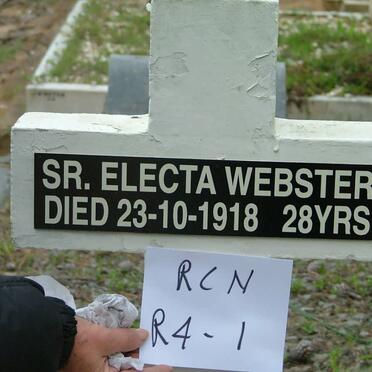 SR. ELECTA WEBSTER
DIED 23-10-1918 28YRS
RCN
R4-1